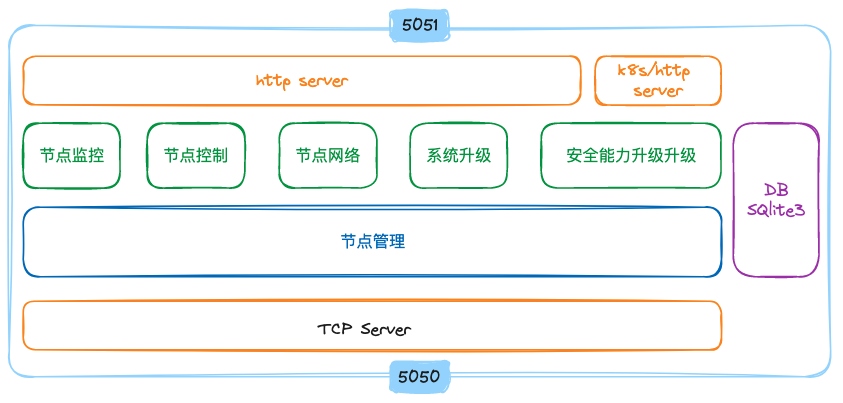 5051
http server
k8s/http
server
节点监控
节点控制
节点网络
系统升级
安全能力升级升级
DB
SQlite3
节点管理
TCP Server
5050